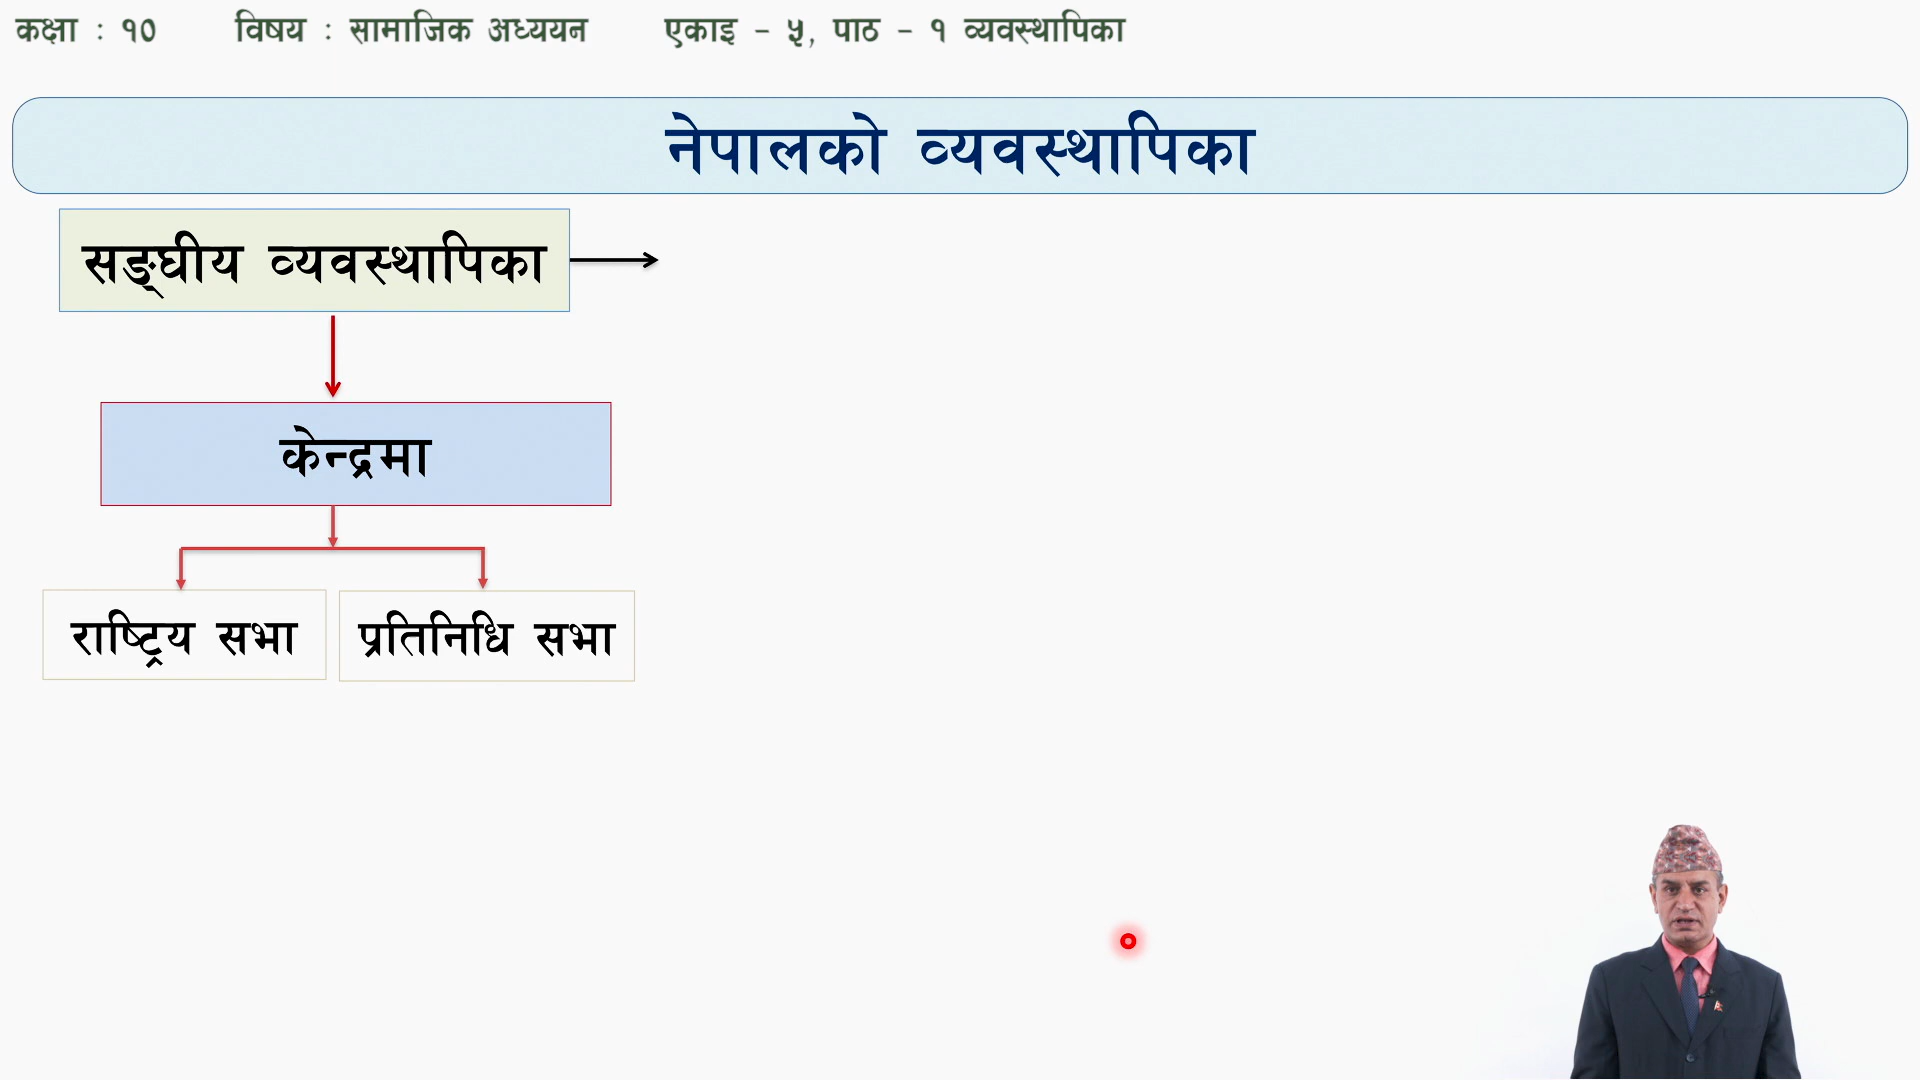 कक्षा : १० विषय : सामाजिक अध्ययन एकाइ - ५, पाठ - १ व्यवस्थापिका
नेपालको व्यवस्थापिका
सङ्घीय व्यवस्थापिका
केन्द्रमा
राष्ट्रिय सभा प्रतिनिधि सभा